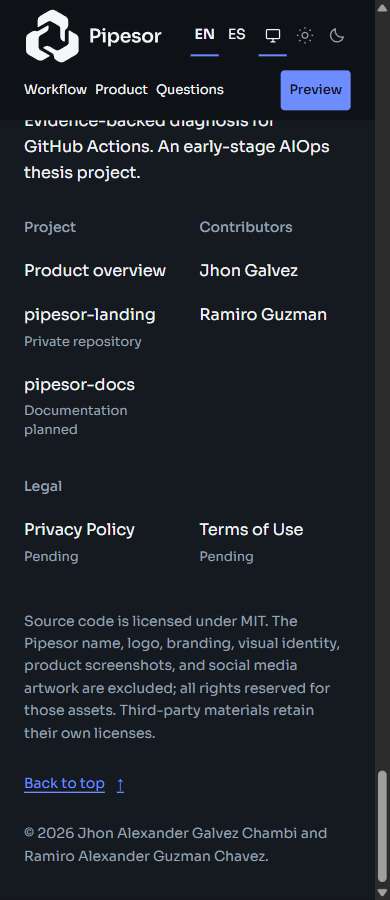 Pipesor
EN ES
Workflow Product Questions Preview
Evidence-backed diagnosis for
GitHub Actions. An early-stage AIOps
thesis project.
Project
Product overview
pipesor-landing
Private repository
pipesor-docs
Documentation
planned
Contributors
Jhon Galvez
Ramiro Guzman
Legal
Privacy Policy
Pending
Terms of Use
Pending
Source code is licensed under MIT. The
Pipesor name, logo, branding, visual identity,
product screenshots, and social media
artwork are excluded; all rights reserved for
those assets. Third-party materials retain
their own licenses.
Back to top ↑
© 2026 Jhon Alexander Galvez Chambi and
Ramiro Alexander Guzman Chavez.